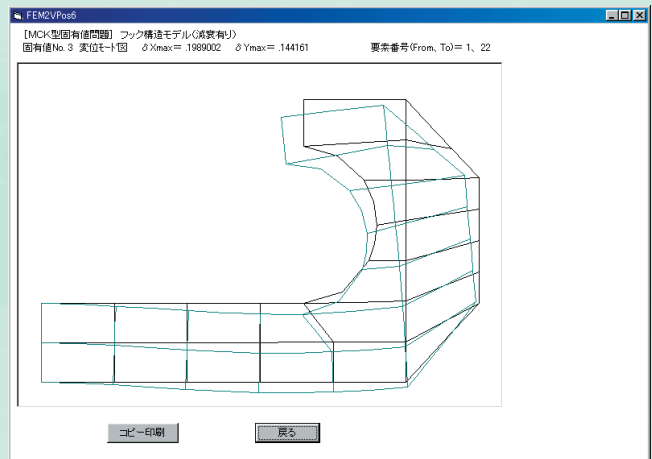 FEM2VPos6
[MCK型固有値問題] フック構造モデル(減衰有り)
固有値No. 3 変位モード図 δXmax= .1989002 δYmax= .144161 要素番号(From、To)= 1、22
コピー印刷
戻る